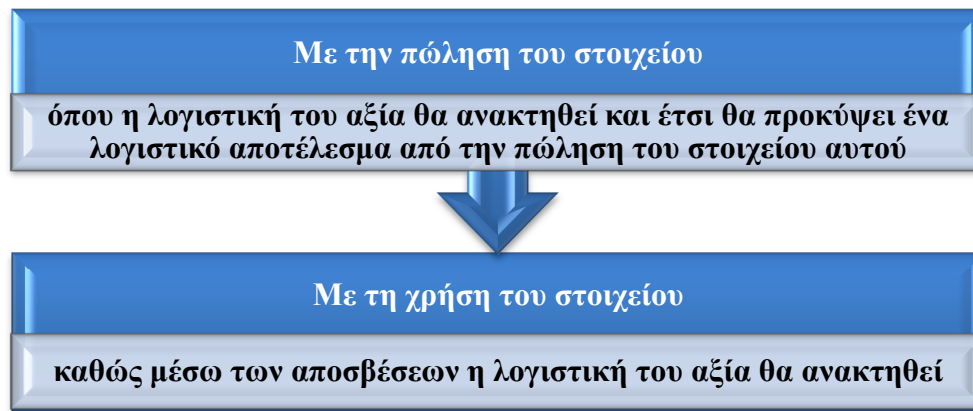 Με την πώληση του στοιχείου
όπου η λογιστική του αξία θα ανακτηθεί και έτσι θα προκύψει ένα
λογιστικό αποτέλεσμα από την πώληση του στοιχείου αυτού
Με τη χρήση του στοιχείου
καθώς μέσω των αποσβέσεων η λογιστική του αξία θα ανακτηθεί